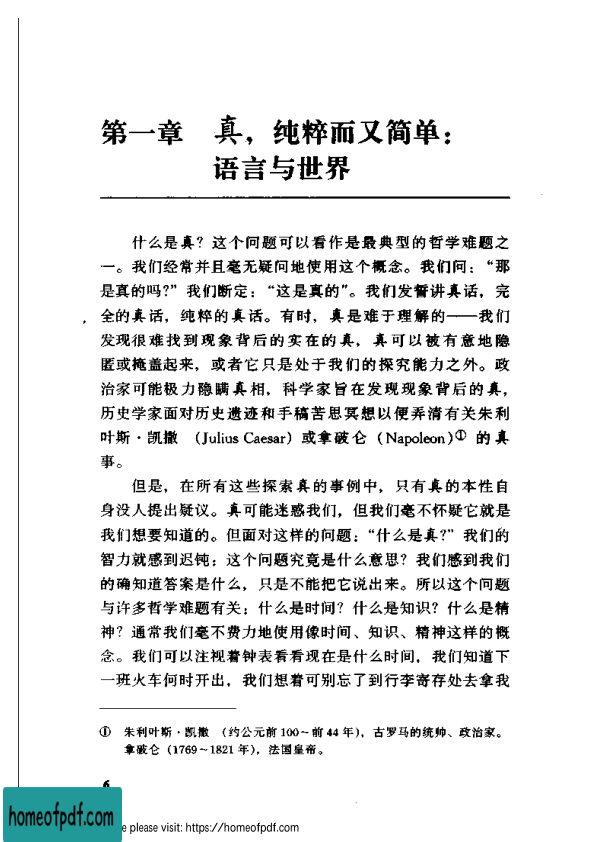 第一章 真，纯粹而又简单：
语言与世界
什么是真？这个问题可以看作是最典型的哲学难题之
一。我们经常并且毫无疑问地使用这个概念。我们问：“那
是真的吗？”我们断定：“这是真的”。我们发誓讲真话，完
全的真话，纯粹的真话。有时，真是难于理解的——我们
发现很难找到现象背后的实在的真，真可以被有意地隐
匿或掩盖起来，或者它只是处于我们的探究能力之外。政
治家可能极力隐瞒真相，科学家旨在发现现象背后的真，
历史学家面对历史遗迹和手稿苦思冥想以便弄清有关朱利
叶斯·凯撒 （Julius Caesar）或拿破仑（Napoleon）① 的真
事。
但是，在所有这些探索真的事例中，只有真的本性自
身没人提出疑议。真可能迷惑我们，但我们毫不怀疑它就是
我们想要知道的。但面对这样的问题：“什么是真？”我们的
智力就感到迟钝：这个问题究竟是什么意思？我们感到我们
的确知道答案是什么，只是不能把它说出来。所以这个问题
与许多哲学难题有关：什么是时间？什么是知识？什么是精
神？通常我们毫不费力地使用像时间、知识、精神这样的概
念。我们可以注视着钟表看看现在是什么时间，我们知道下
一班火车何时开出，我们想着可别忘了到行李寄存处去拿我
① 朱利叶斯·凯撒 （约公元前 100～前 44 年），古罗马的统帅、政治家。
拿破仑（1769～1821 年），法国皇帝。
6
homeofpdf.com
e please visit: https://homeofpdf.com